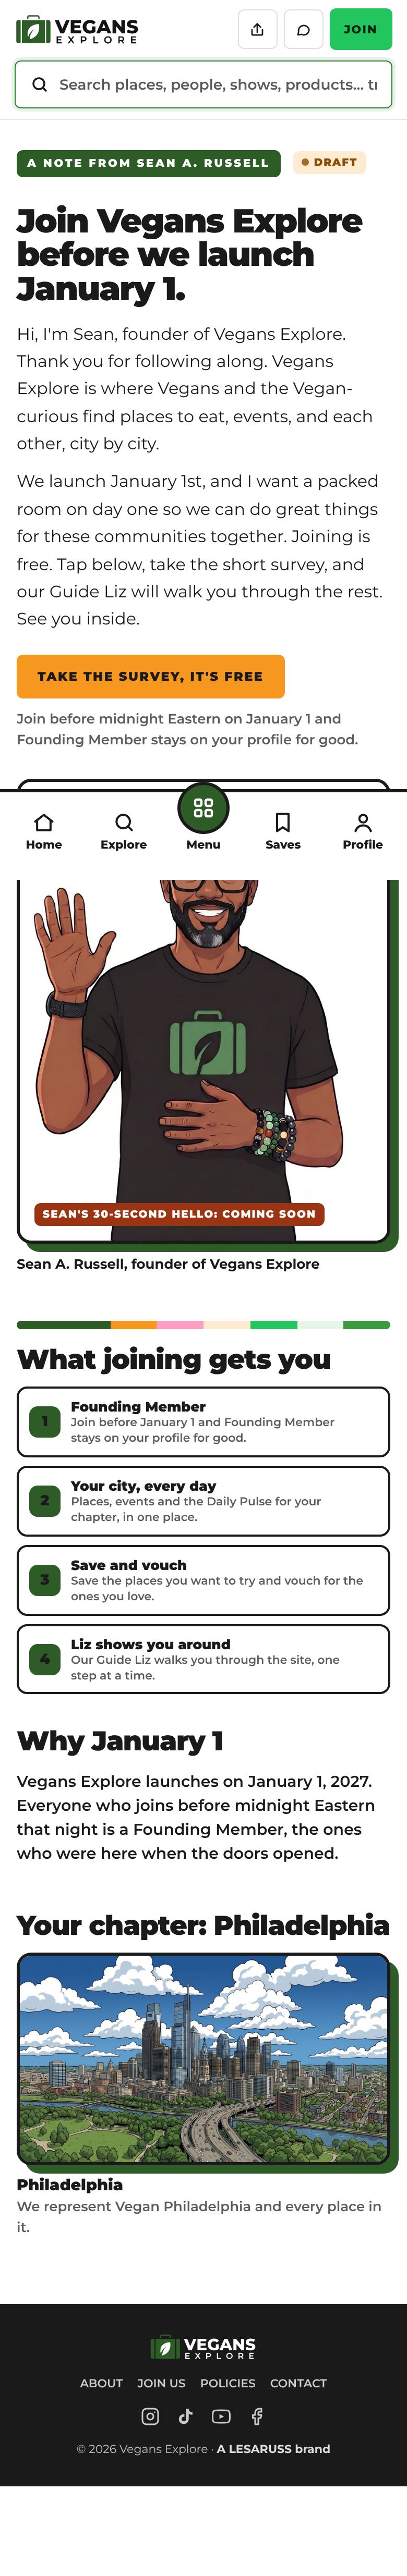 VEGANS
EXPLORE
JOIN
Search places, people, shows, products... tr
A NOTE FROM SEAN A. RUSSELL
DRAFT
Join Vegans Explore
before we launch
January 1.
Hi, I'm Sean, founder of Vegans Explore.
Thank you for following along. Vegans
Explore is where Vegans and the Vegan-
curious find places to eat, events, and each
other, city by city.
We launch January 1st, and I want a packed
room on day one so we can do great things
for these communities together. Joining is
free. Tap below, take the short survey, and
our Guide Liz will walk you through the rest.
See you inside.
TAKE THE SURVEY, IT'S FREE
Join before midnight Eastern on January 1 and
Founding Member stays on your profile for good.
Home
Explore
Menu
Saves
Profile
SEAN'S 30-SECOND HELLO: COMING SOON
Sean A. Russell, founder of Vegans Explore
What joining gets you
1
Founding Member
Join before January 1 and Founding Member
stays on your profile for good.
2
Your city, every day
Places, events and the Daily Pulse for your
chapter, in one place.
3
Save and vouch
Save the places you want to try and vouch for the
ones you love.
4
Liz shows you around
Our Guide Liz walks you through the site, one
step at a time.
Why January 1
Vegans Explore launches on January 1, 2027.
Everyone who joins before midnight Eastern
that night is a Founding Member, the ones
who were here when the doors opened.
Your chapter: Philadelphia
Philadelphia
We represent Vegan Philadelphia and every place in
it.
VEGANS
EXPLORE
ABOUT
JOIN US
POLICIES
CONTACT
© 2026 Vegans Explore · A LESARUSS brand